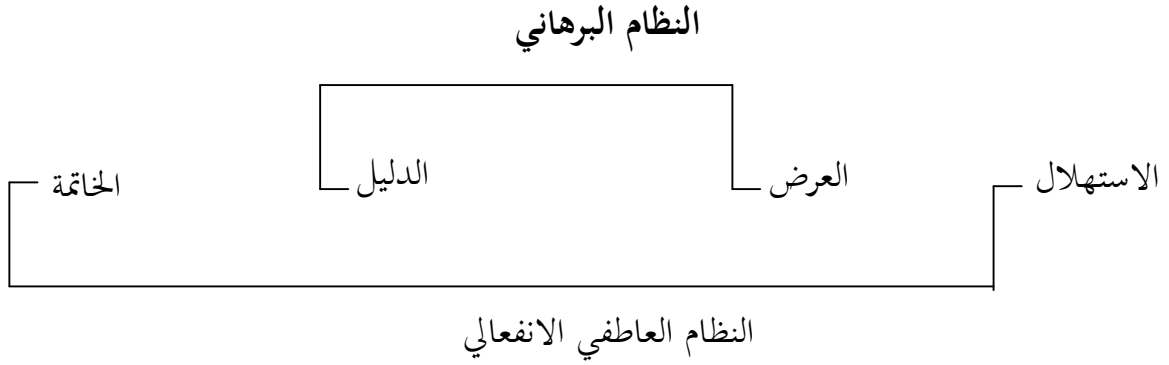 النظام البرهاني
الاستهلال العرض الدليل الخاتمة
النظام العاطفي الانفعالي